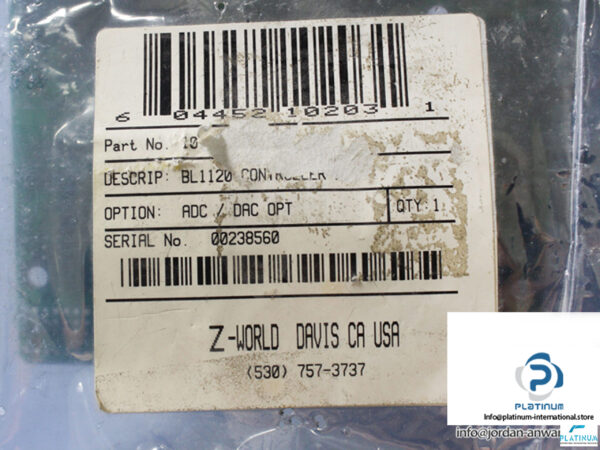 6 04452 10203 1
Part No. 10
DESCRIP: BL1120 CONTROLLER
OPTION: ADC / DAC OPT QTY:1
SERIAL No. 00238560
Z-WORLD DAVIS CA USA
(530) 757-3737
PLATINUM
Info@platinum-international.store
info@jordan-anwar
PLATINUM